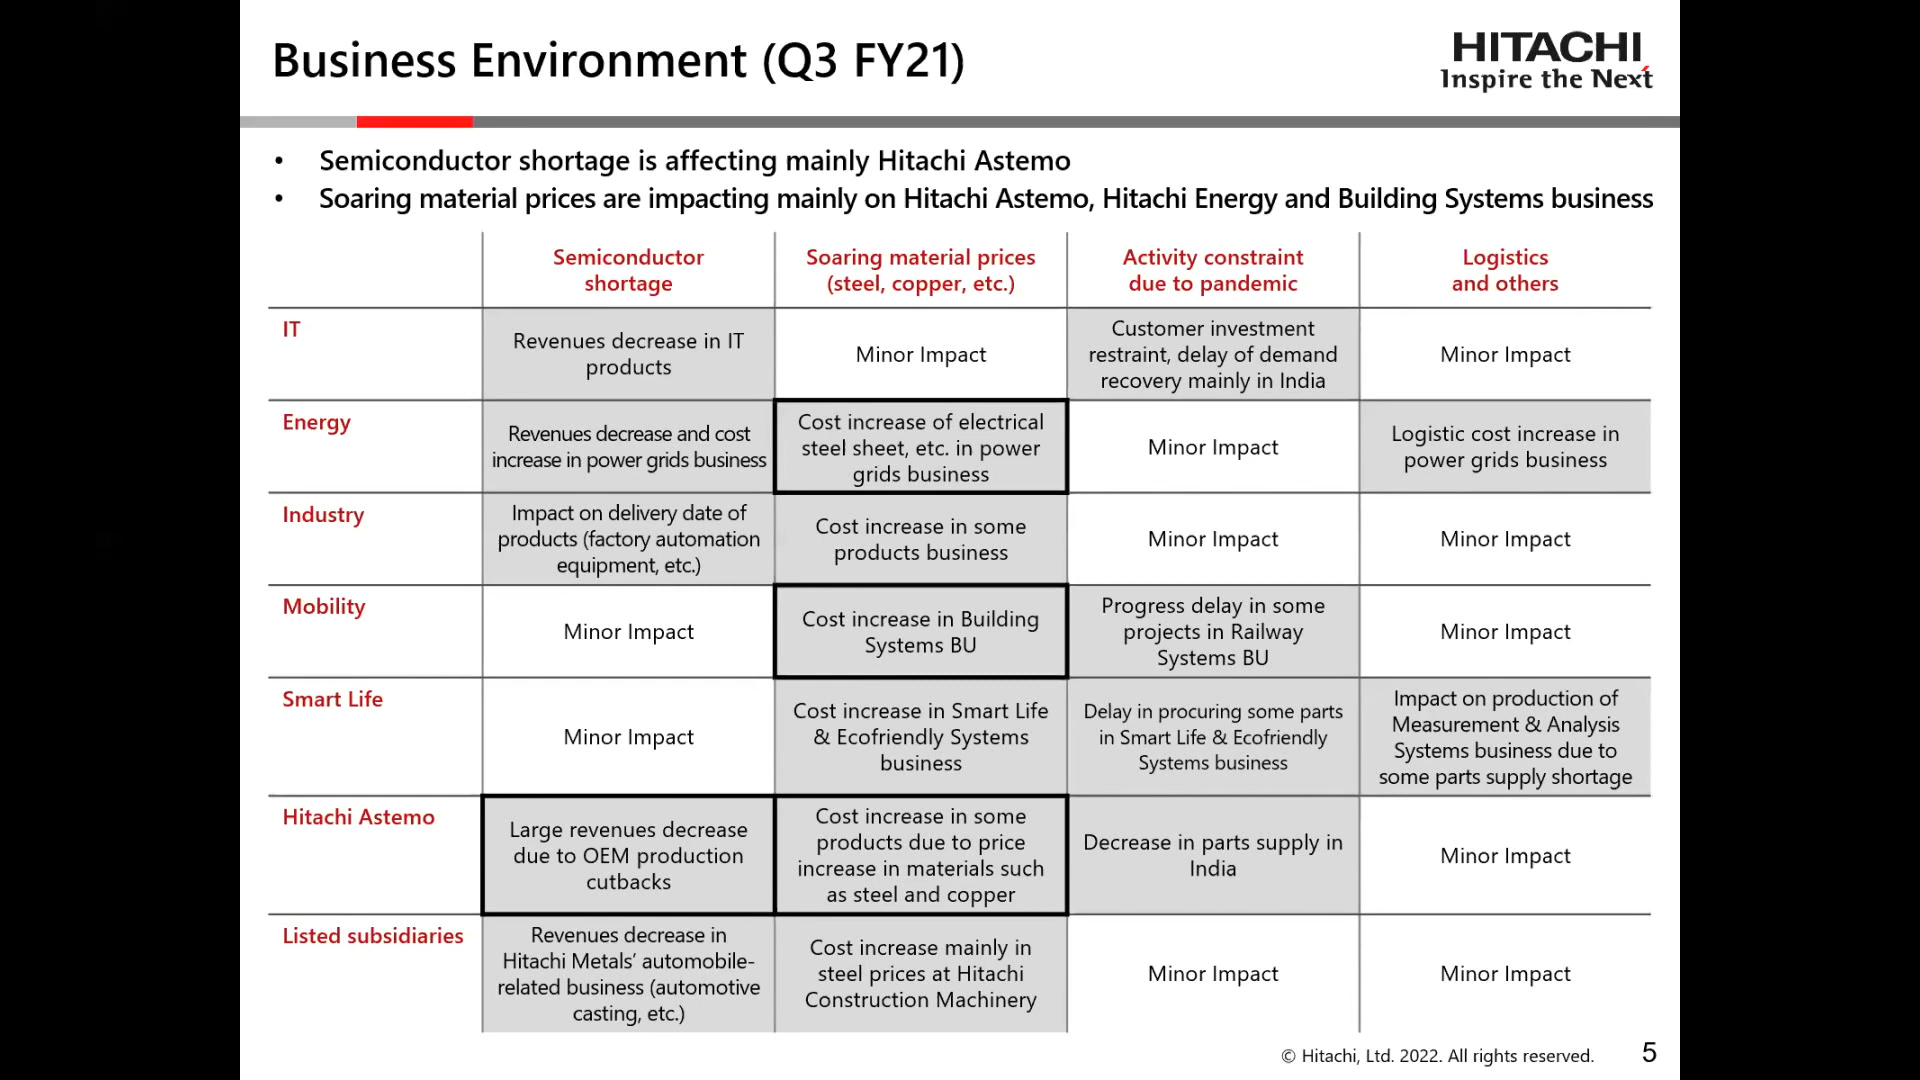 Business Environment (Q3 FY21)
HITACHI
Inspire the Next
• Semiconductor shortage is affecting mainly Hitachi Astemo
• Soaring material prices are impacting mainly on Hitachi Astemo, Hitachi Energy and Building Systems business
Semiconductor
shortage
Soaring material prices
(steel, copper, etc.)
Activity constraint
due to pandemic
Logistics
and others
IT
Revenues decrease in IT
products
Minor Impact
Customer investment
restraint, delay of demand
recovery mainly in India
Minor Impact
Energy
Revenues decrease and cost
increase in power grids business
Cost increase of electrical
steel sheet, etc. in power
grids business
Minor Impact
Logistic cost increase in
power grids business
Industry
Impact on delivery date of
products (factory automation
equipment, etc.)
Cost increase in some
products business
Minor Impact
Minor Impact
Mobility
Minor Impact
Cost increase in Building
Systems BU
Progress delay in some
projects in Railway
Systems BU
Minor Impact
Smart Life
Minor Impact
Cost increase in Smart Life
& Ecofriendly Systems
business
Delay in procuring some parts
in Smart Life & Ecofriendly
Systems business
Impact on production of
Measurement & Analysis
Systems business due to
some parts supply shortage
Hitachi Astemo
Large revenues decrease
due to OEM production
cutbacks
Cost increase in some
products due to price
increase in materials such
as steel and copper
Decrease in parts supply in
India
Minor Impact
Listed subsidiaries
Revenues decrease in
Hitachi Metals’ automobile-
related business (automotive
casting, etc.)
Cost increase mainly in
steel prices at Hitachi
Construction Machinery
Minor Impact
Minor Impact
© Hitachi, Ltd. 2022. All rights reserved.
5